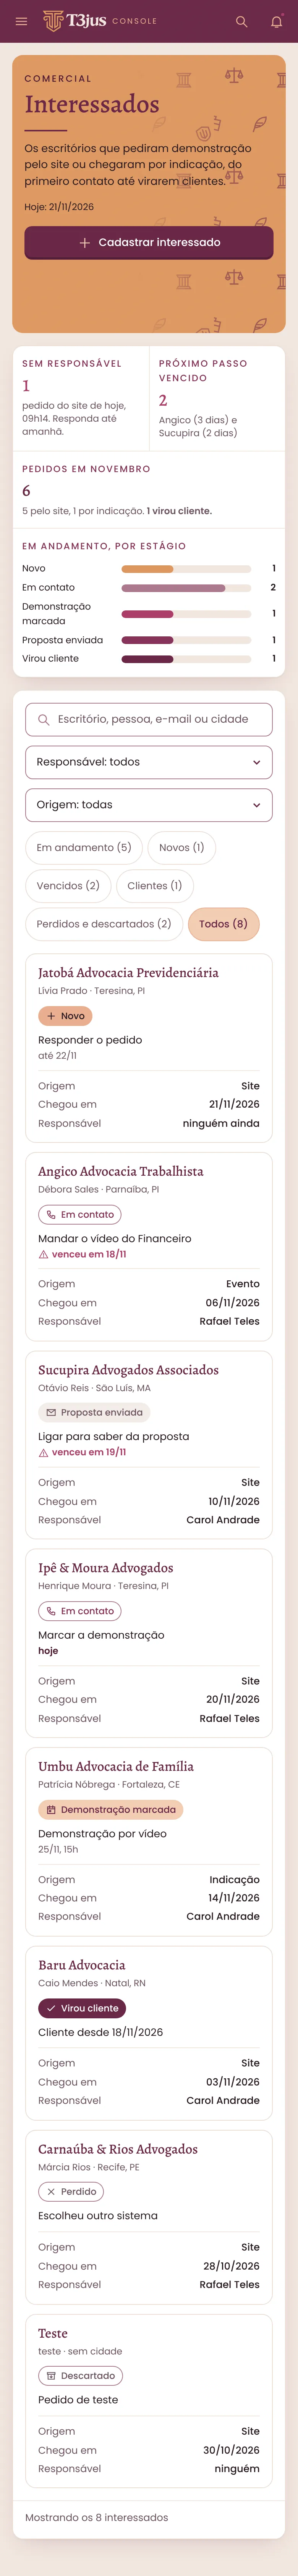 T3jus CONSOLE
COMERCIAL
Interessados
Os escritórios que pediram demonstração
pelo site ou chegaram por indicação, do
primeiro contato até virarem clientes.
Hoje: 21/11/2026
Cadastrar interessado
SEM RESPONSÁVEL
1
pedido do site de hoje,
09h14. Responda até
amanhã.
PRÓXIMO PASSO
VENCIDO
2
Angico (3 dias) e
Sucupira (2 dias)
PEDIDOS EM NOVEMBRO
6
5 pelo site, 1 por indicação. 1 virou cliente.
EM ANDAMENTO, POR ESTÁGIO
Novo 1
Em contato 2
Demonstração
marcada 1
Proposta enviada 1
Virou cliente 1
Escritório, pessoa, e-mail ou cidade
Responsável: todos
Origem: todas
Em andamento (5) Novos (1)
Vencidos (2) Clientes (1)
Perdidos e descartados (2) Todos (8)
Jatobá Advocacia Previdenciária
Lívia Prado · Teresina, PI
Novo
Responder o pedido
até 22/11
Origem Site
Chegou em 21/11/2026
Responsável ninguém ainda
Angico Advocacia Trabalhista
Débora Sales · Parnaíba, PI
Em contato
Mandar o vídeo do Financeiro
venceu em 18/11
Origem Evento
Chegou em 06/11/2026
Responsável Rafael Teles
Sucupira Advogados Associados
Otávio Reis · São Luís, MA
Proposta enviada
Ligar para saber da proposta
venceu em 19/11
Origem Site
Chegou em 10/11/2026
Responsável Carol Andrade
Ipê & Moura Advogados
Henrique Moura · Teresina, PI
Em contato
Marcar a demonstração
hoje
Origem Site
Chegou em 20/11/2026
Responsável Rafael Teles
Umbu Advocacia de Família
Patrícia Nóbrega · Fortaleza, CE
Demonstração marcada
Demonstração por vídeo
25/11, 15h
Origem Indicação
Chegou em 14/11/2026
Responsável Carol Andrade
Baru Advocacia
Caio Mendes · Natal, RN
Virou cliente
Cliente desde 18/11/2026
Origem Site
Chegou em 03/11/2026
Responsável Carol Andrade
Carnaúba & Rios Advogados
Márcia Rios · Recife, PE
Perdido
Escolheu outro sistema
Origem Site
Chegou em 28/10/2026
Responsável Rafael Teles
Teste
teste · sem cidade
Descartado
Pedido de teste
Origem Site
Chegou em 30/10/2026
Responsável ninguém
Mostrando os 8 interessados